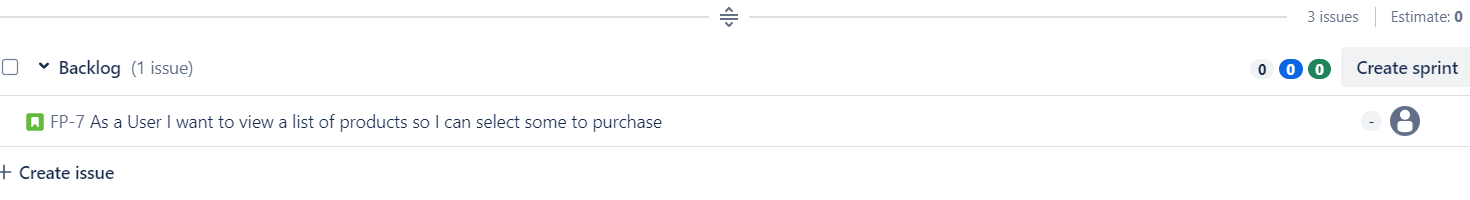 3 issues Estimate: 0
Backlog (1 issue) 0 0 0 Create sprint
FP-7 As a User I want to view a list of products so I can select some to purchase -
+ Create issue